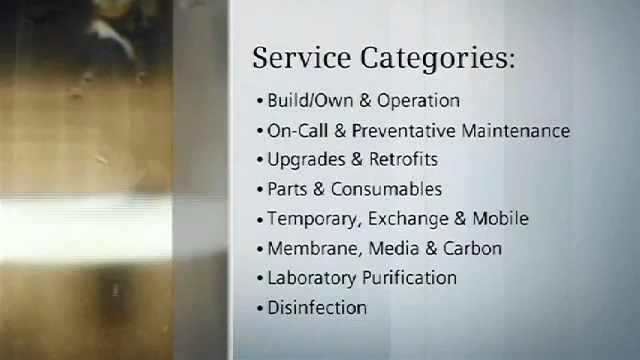 Service Categories:
• Build/Own & Operation
• On-Call & Preventative Maintenance
• Upgrades & Retrofits
• Parts & Consumables
• Temporary, Exchange & Mobile
• Membrane, Media & Carbon
• Laboratory Purification
• Disinfection